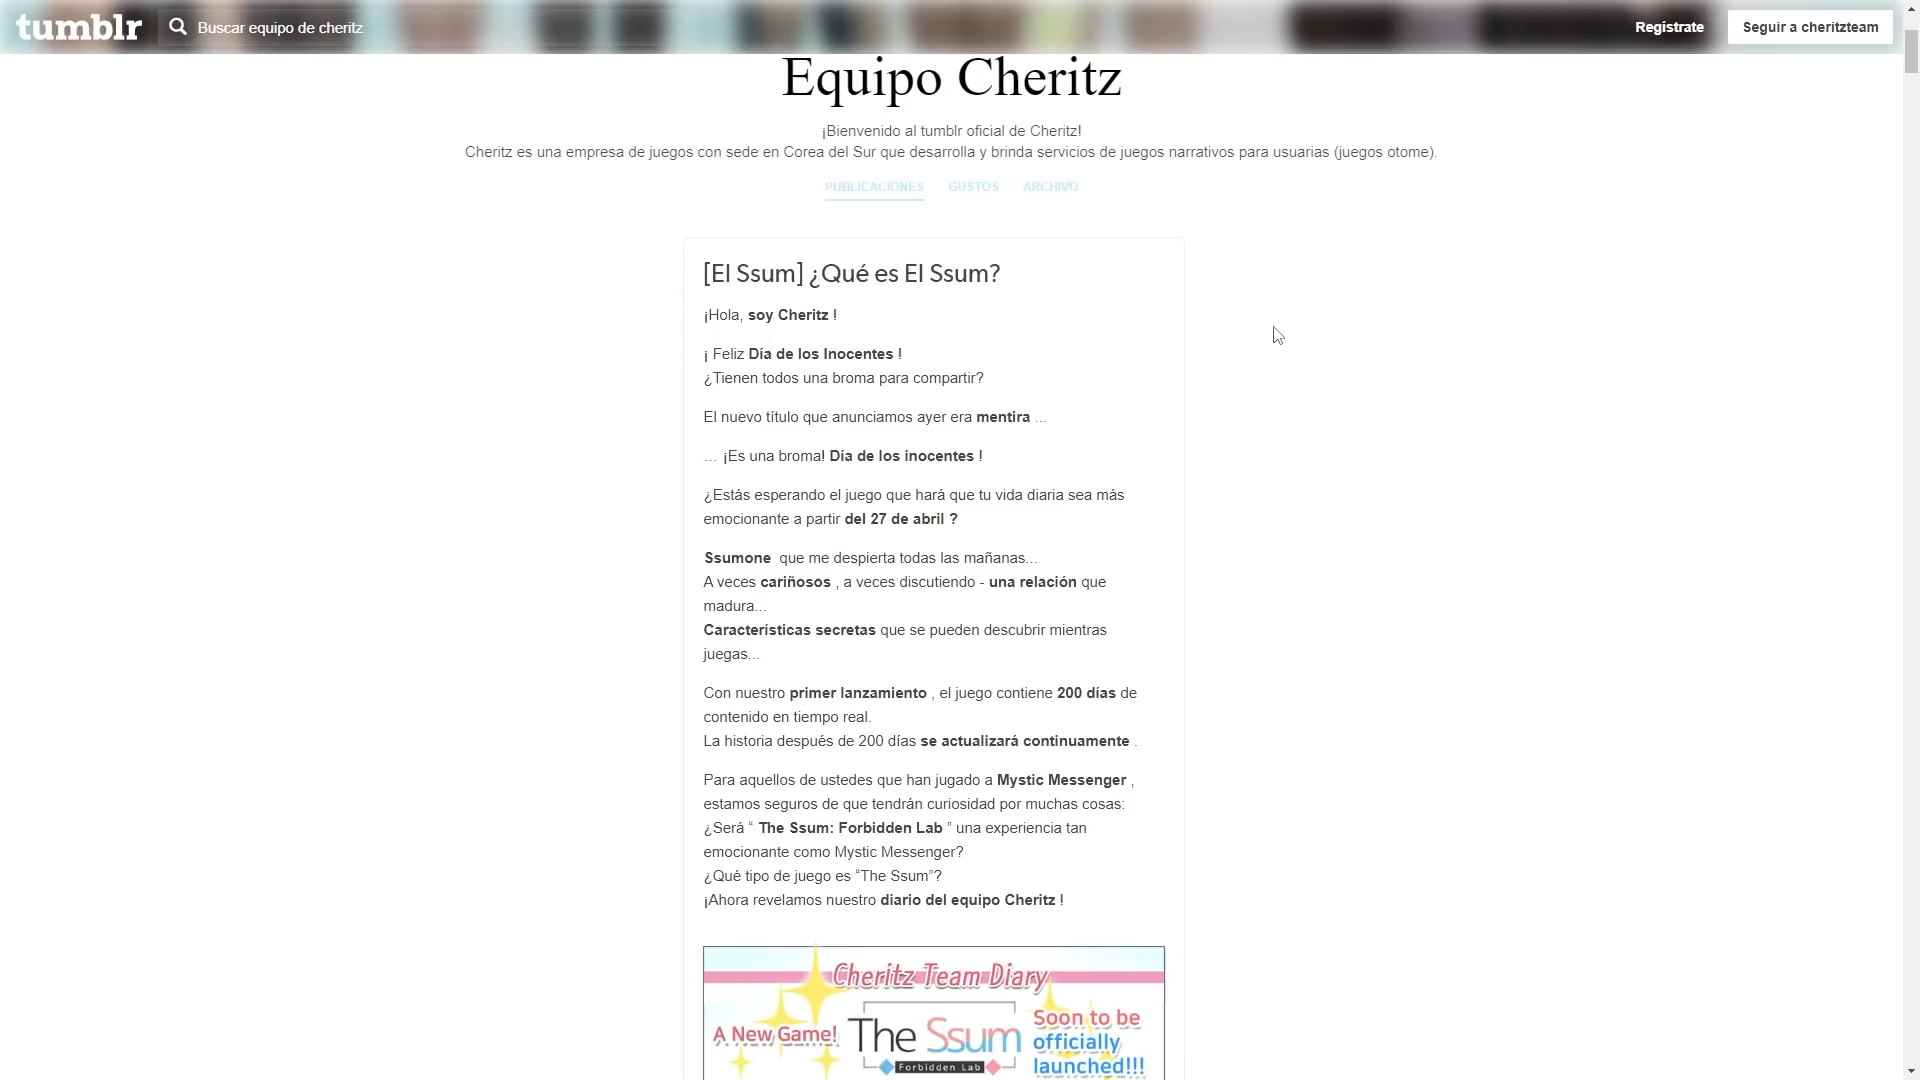 tumblr
Buscar equipo de cheritz
Regístrate
Seguir a cheritzteam
Equipo Cheritz
¡Bienvenido al tumblr oficial de Cheritz!
Cheritz es una empresa de juegos con sede en Corea del Sur que desarrolla y brinda servicios de juegos narrativos para usuarias (juegos otome).
PUBLICACIONES GUSTOS ARCHIVO
[El Ssum] ¿Qué es El Ssum?
¡Hola, soy Cheritz !
¡ Feliz Día de los Inocentes !
¿Tienen todos una broma para compartir?
El nuevo título que anunciamos ayer era mentira ...
… ¡Es una broma! Día de los inocentes !
¿Estás esperando el juego que hará que tu vida diaria sea más
emocionante a partir del 27 de abril ?
Ssumone que me despierta todas las mañanas...
A veces cariñosos , a veces discutiendo - una relación que
madura...
Características secretas que se pueden descubrir mientras
juegas...
Con nuestro primer lanzamiento , el juego contiene 200 días de
contenido en tiempo real.
La historia después de 200 días se actualizará continuamente .
Para aquellos de ustedes que han jugado a Mystic Messenger ,
estamos seguros de que tendrán curiosidad por muchas cosas:
¿Será “ The Ssum: Forbidden Lab ” una experiencia tan
emocionante como Mystic Messenger?
¿Qué tipo de juego es “The Ssum”?
¡Ahora revelamos nuestro diario del equipo Cheritz !
Cheritz Team Diary
A New Game!
The Ssum
Forbidden Lab
Soon to be
officially
launched!!!